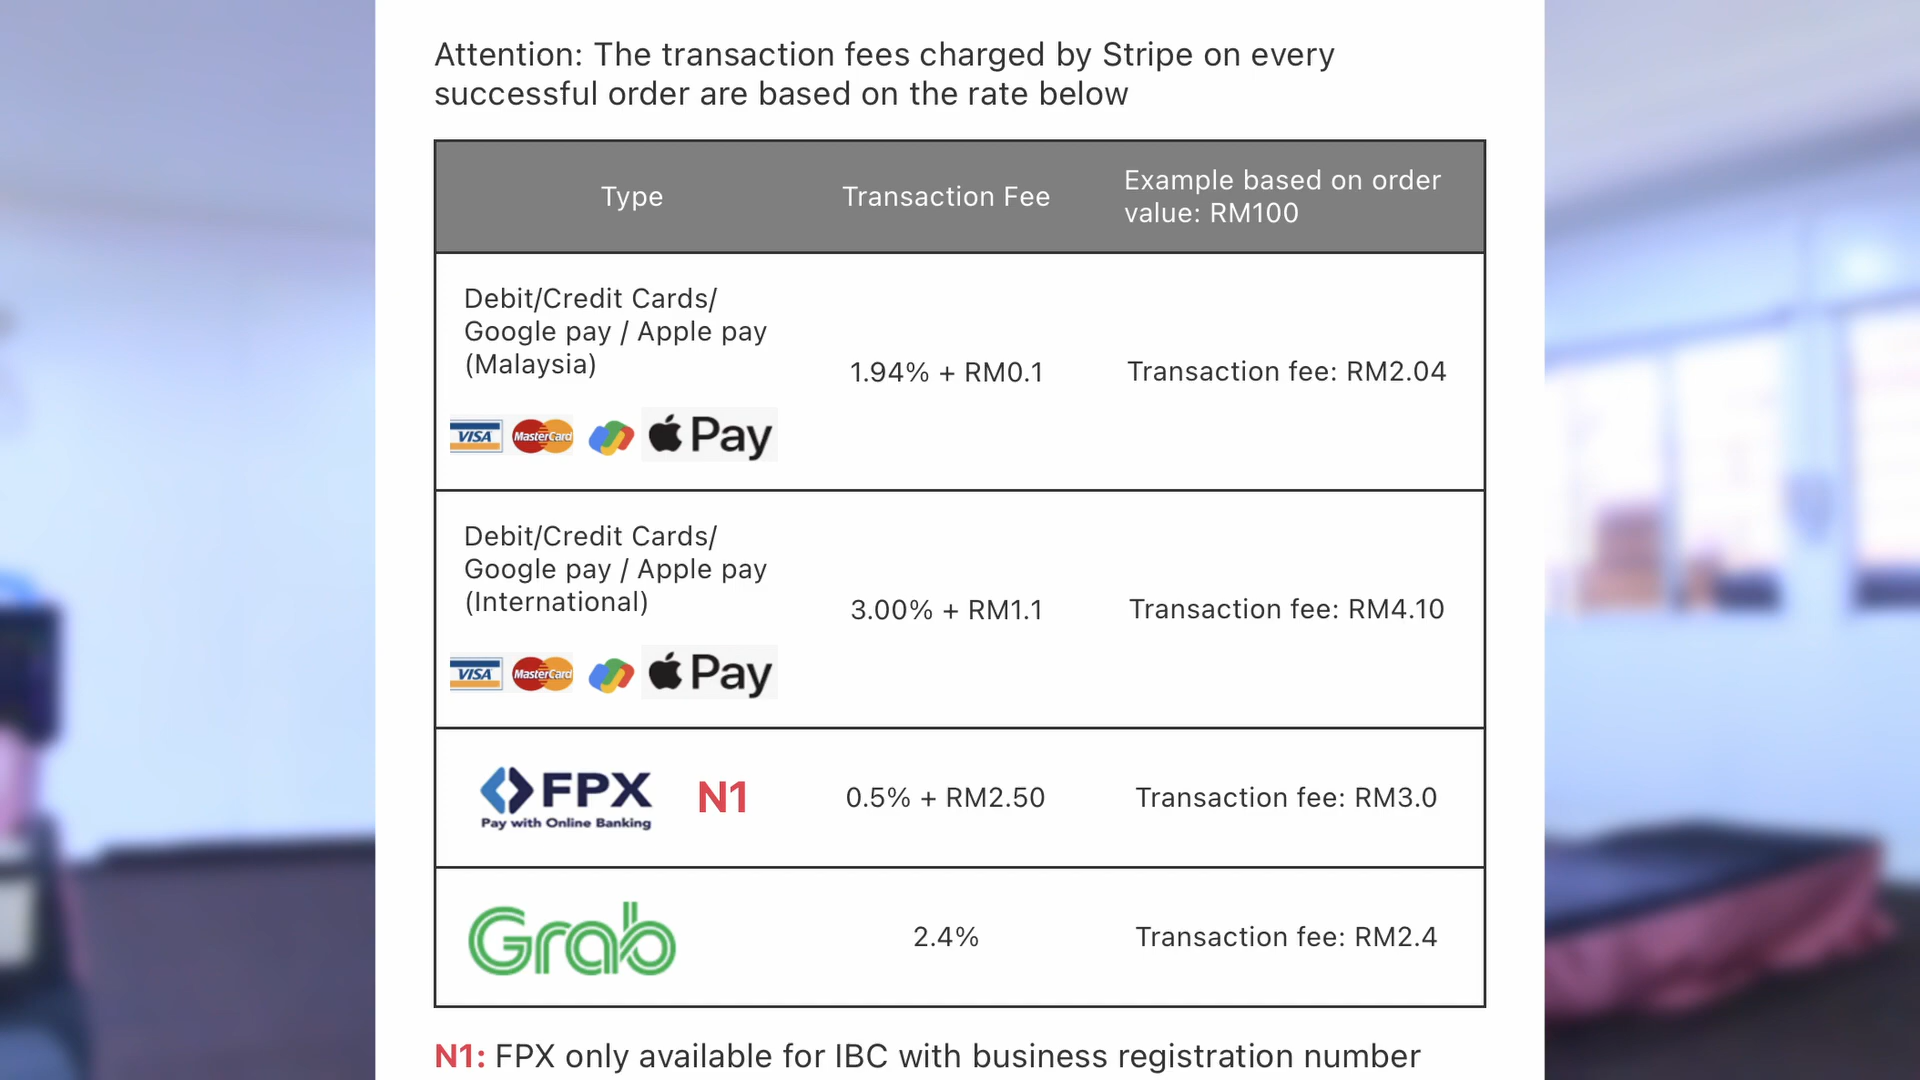 Attention: The transaction fees charged by Stripe on every
successful order are based on the rate below
Type
Transaction Fee
Example based on order
value: RM100
Debit/Credit Cards/
Google pay / Apple pay
(Malaysia)
VISA MasterCard Pay
1.94% + RM0.1
Transaction fee: RM2.04
Debit/Credit Cards/
Google pay / Apple pay
(International)
VISA MasterCard Pay
3.00% + RM1.1
Transaction fee: RM4.10
FPX
Pay with Online Banking
N1
0.5% + RM2.50
Transaction fee: RM3.0
Grab
2.4%
Transaction fee: RM2.4
N1: FPX only available for IBC with business registration number